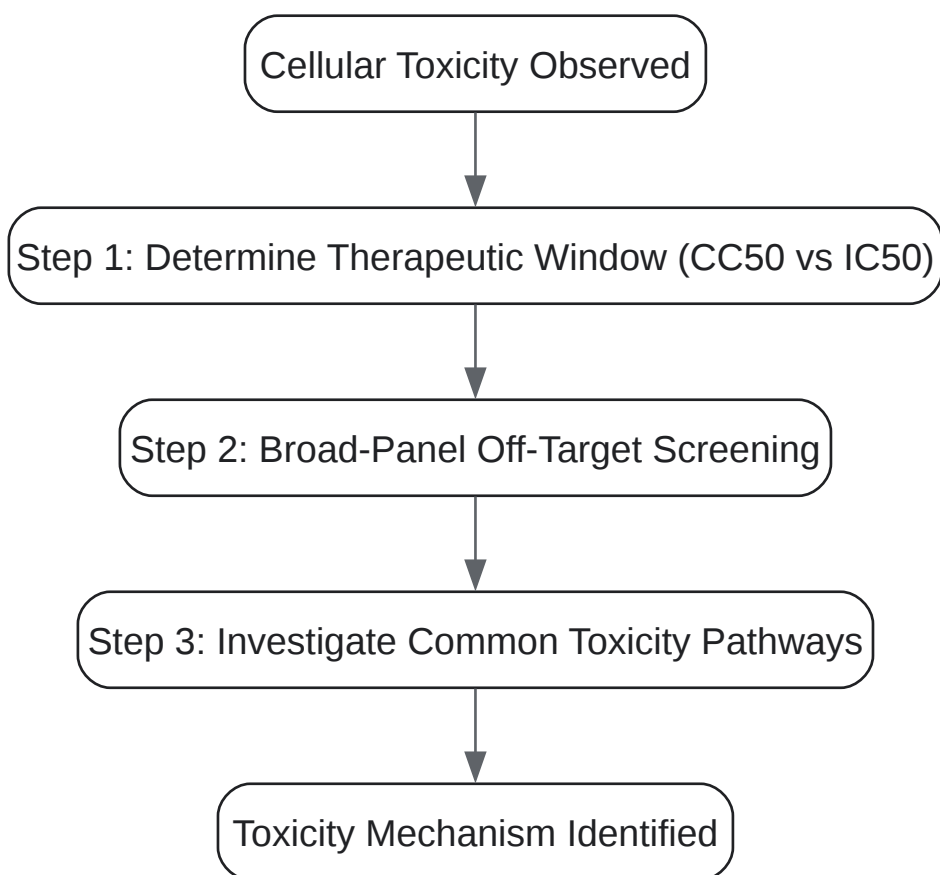 Cellular Toxicity Observed
Step 1: Determine Therapeutic Window (CC50 vs IC50)
Step 2: Broad-Panel Off-Target Screening
Step 3: Investigate Common Toxicity Pathways
Toxicity Mechanism Identified